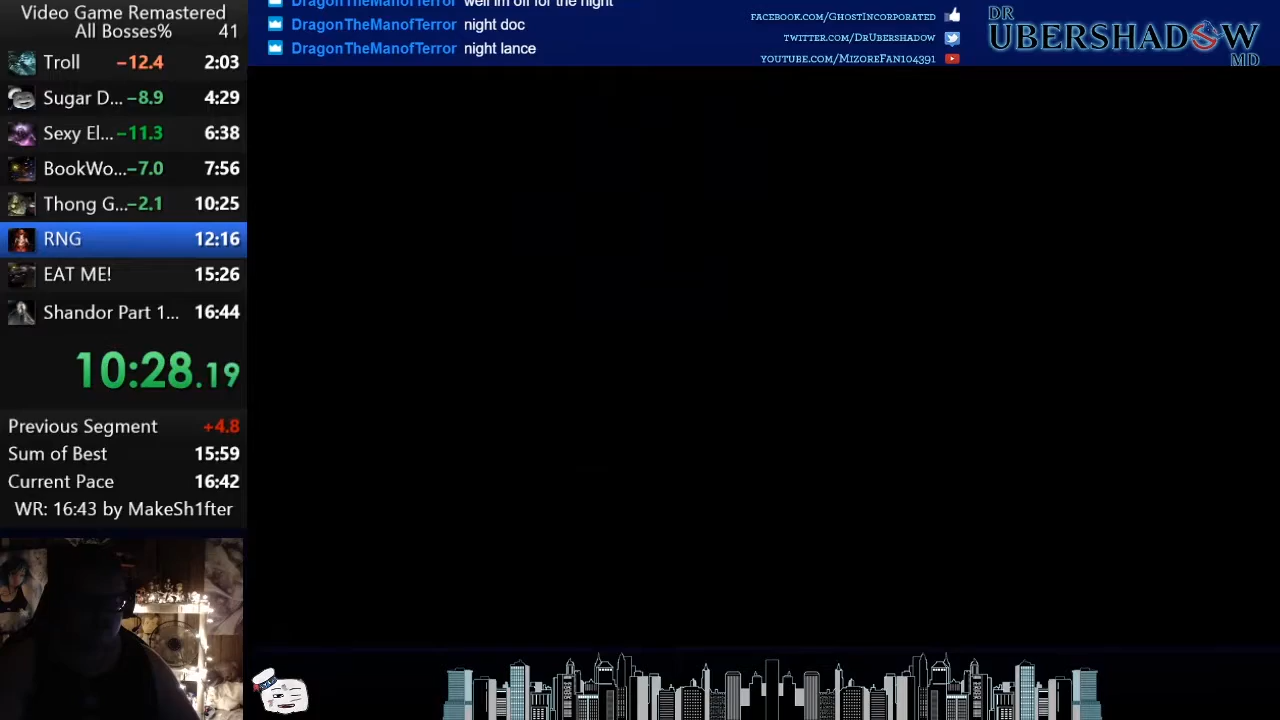 Video Game Remastered
All Bosses% 41
Troll −12.4 2:03
Sugar D... −8.9 4:29
Sexy El... −11.3 6:38
BookWo... −7.0 7:56
Thong G... −2.1 10:25
RNG 12:16
EAT ME! 15:26
Shandor Part 1... 16:44
10:28.19
Previous Segment +4.8
Sum of Best 15:59
Current Pace 16:42
WR: 16:43 by MakeSh1fter
DragonTheManofTerror well im off for the night
DragonTheManofTerror night doc
DragonTheManofTerror night lance
FACEBOOK.COM/GHOSTINCORPORATED
TWITTER.COM/DRUBERSHADOW
YOUTUBE.COM/MIZOREFAN104391
DR
UBERSHADOW
MD